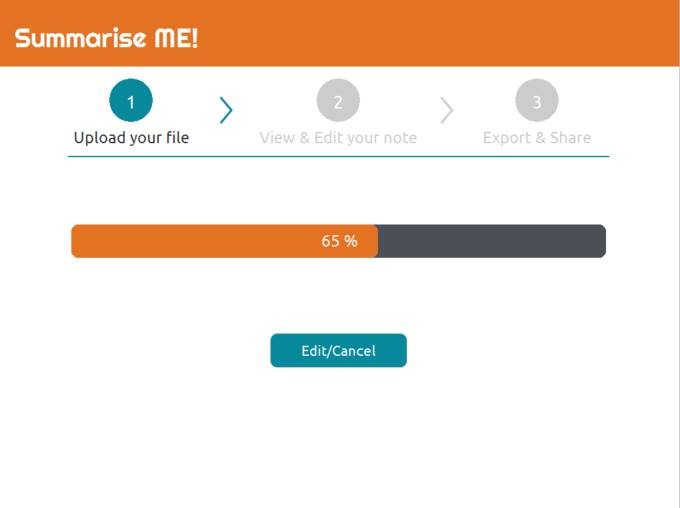 Summarise ME!
1
2
3
Upload your file
View & Edit your note
Export & Share
65 %
Edit/Cancel